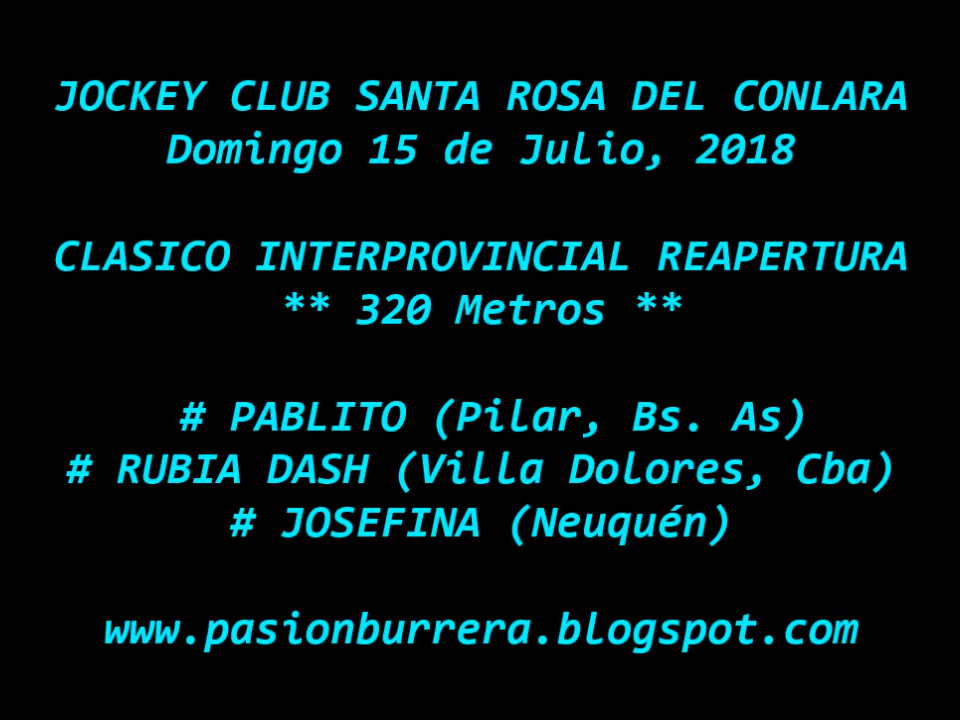 JOCKEY CLUB SANTA ROSA DEL CONLARA
Domingo 15 de Julio, 2018
CLASICO INTERPROVINCIAL REAPERTURA
** 320 Metros **
# PABLITO (Pilar, Bs. As)
# RUBIA DASH (Villa Dolores, Cba)
# JOSEFINA (Neuquén)
www.pasionburrera.blogspot.com